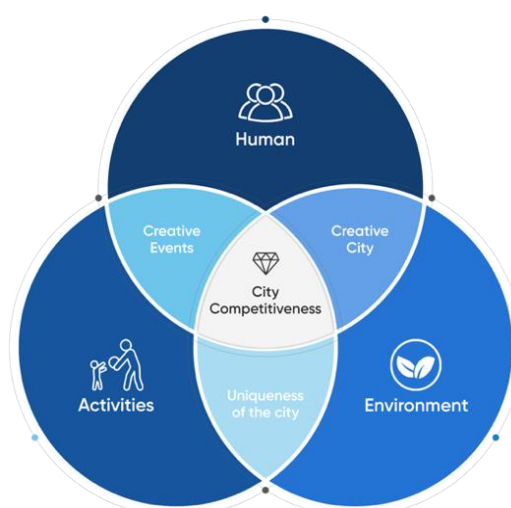 Human
Creative
Events
Creative
City
City
Competitiveness
Activities
Uniqueness
of the city
Environment